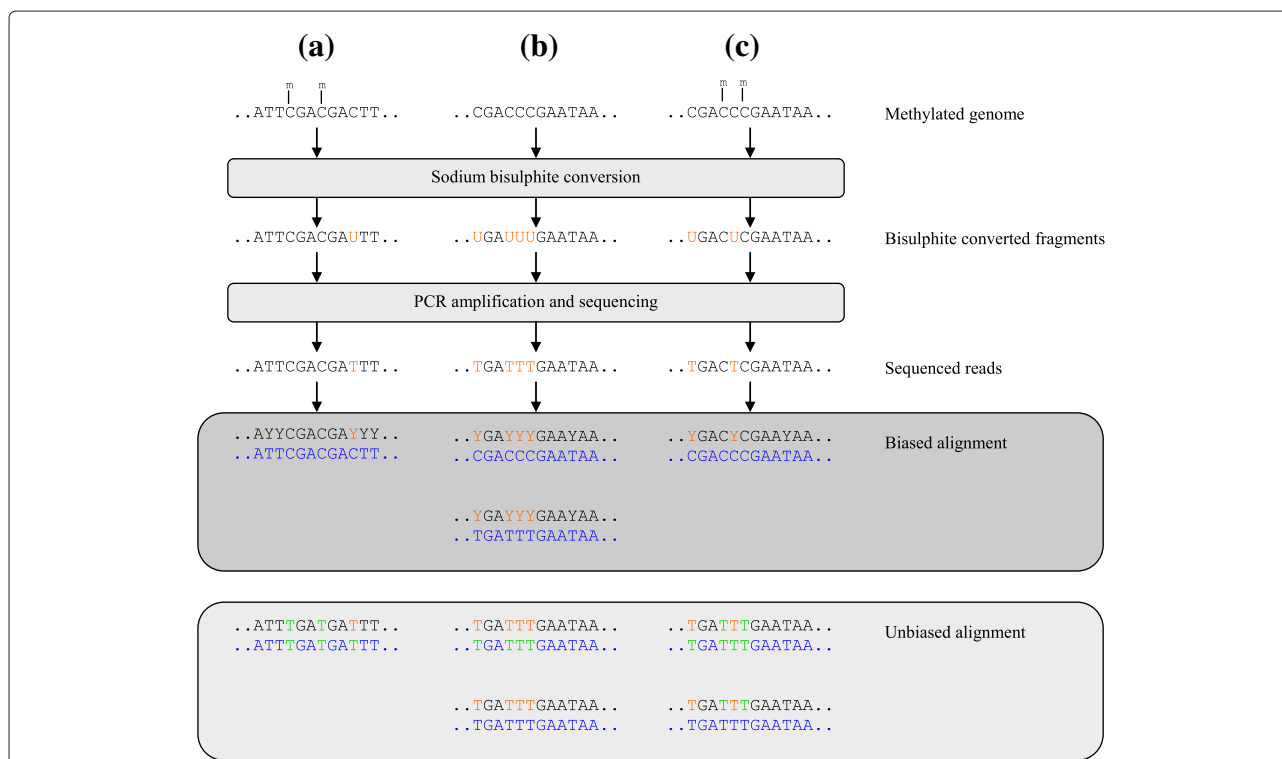 (a) (b) (c)
m m m m
..ATTCGACGACTT.. ..CGACCCGAATAA.. ..CGACCCGAATAA.. Methylated genome
Sodium bisulphite conversion
..ATTCGACGAUTT.. ..UGAUUUGAATAA.. ..UGACUCGAATAA.. Bisulphite converted fragments
PCR amplification and sequencing
..ATTCGACGATTT.. ..TGATTTGAATAA.. ..TGACTCGAATAA.. Sequenced reads
..AYYCGACGAYYY.. ..YGAYYYGAAYAA.. ..YGACYCGAAYAA.. Biased alignment
..ATTCGACGACTT.. ..CGACCCGAATAA.. ..CGACCCGAATAA..
..YGAYYYGAAYAA..
..TGATTTGAATAA..
..ATTTGATGATTT.. ..TGATTTGAATAA.. ..TGATTTGAATAA.. Unbiased alignment
..ATTTGATGATTT.. ..TGATTTGAATAA.. ..TGATTTGAATAA..
..TGATTTGAATAA.. ..TGATTTGAATAA..
..TGATTTGAATAA.. ..TGATTTGAATAA..